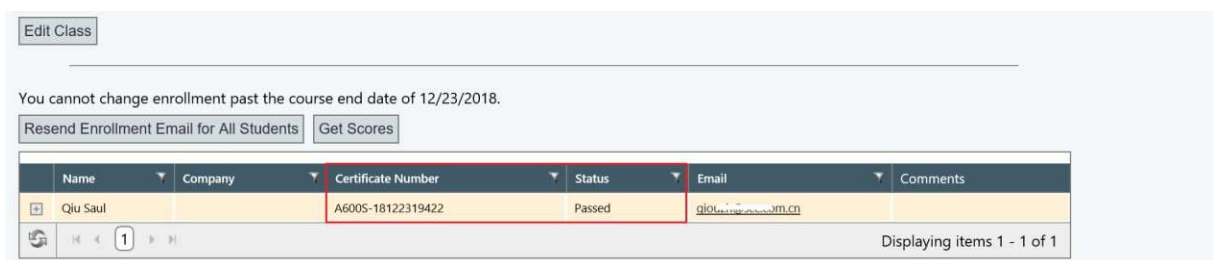 Edit Class
You cannot change enrollment past the course end date of 12/23/2018.
Resend Enrollment Email for All Students Get Scores
Name Company Certificate Number Status Email Comments
Qiu Saul A600S-18122319422 Passed
1 Displaying items 1 - 1 of 1